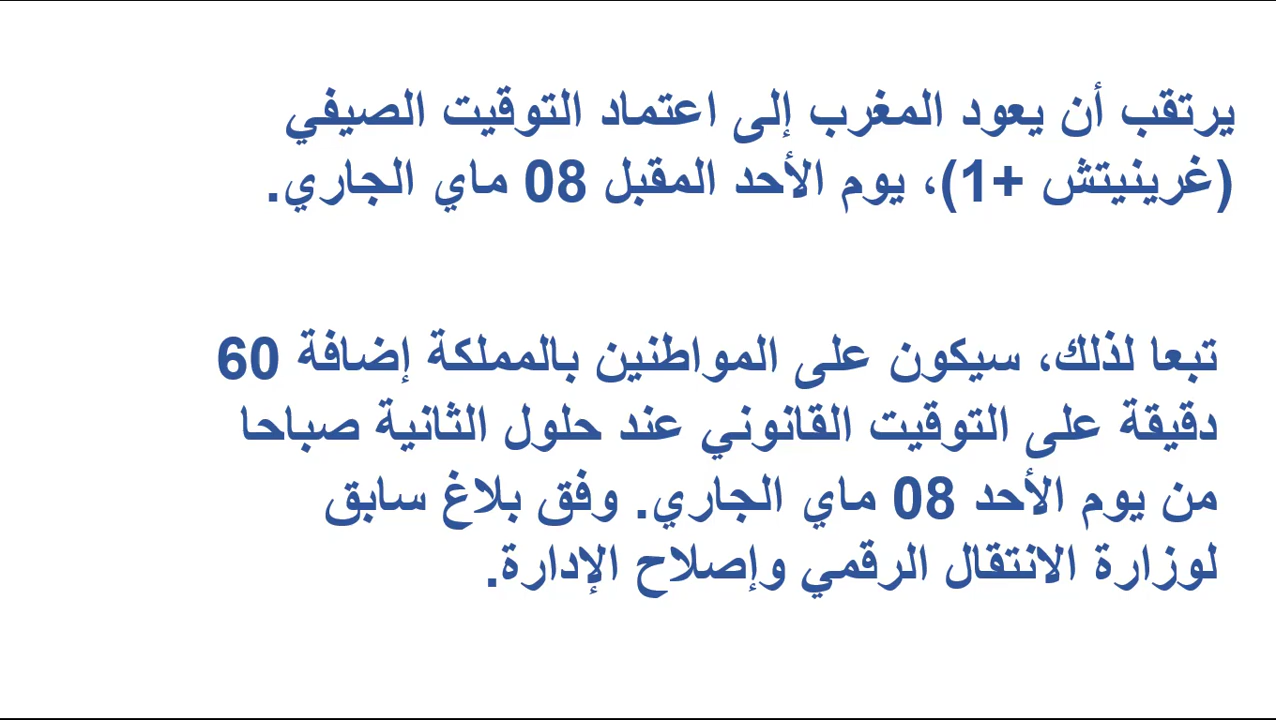 يرتقب أن يعود المغرب إلى اعتماد التوقيت الصيفي
(غرينيتش +1)، يوم الأحد المقبل 08 ماي الجاري.
تبعا لذلك، سيكون على المواطنين بالمملكة إضافة 60
دقيقة على التوقيت القانوني عند حلول الثانية صباحا
من يوم الأحد 08 ماي الجاري. وفق بلاغ سابق
لوزارة الانتقال الرقمي وإصلاح الإدارة.